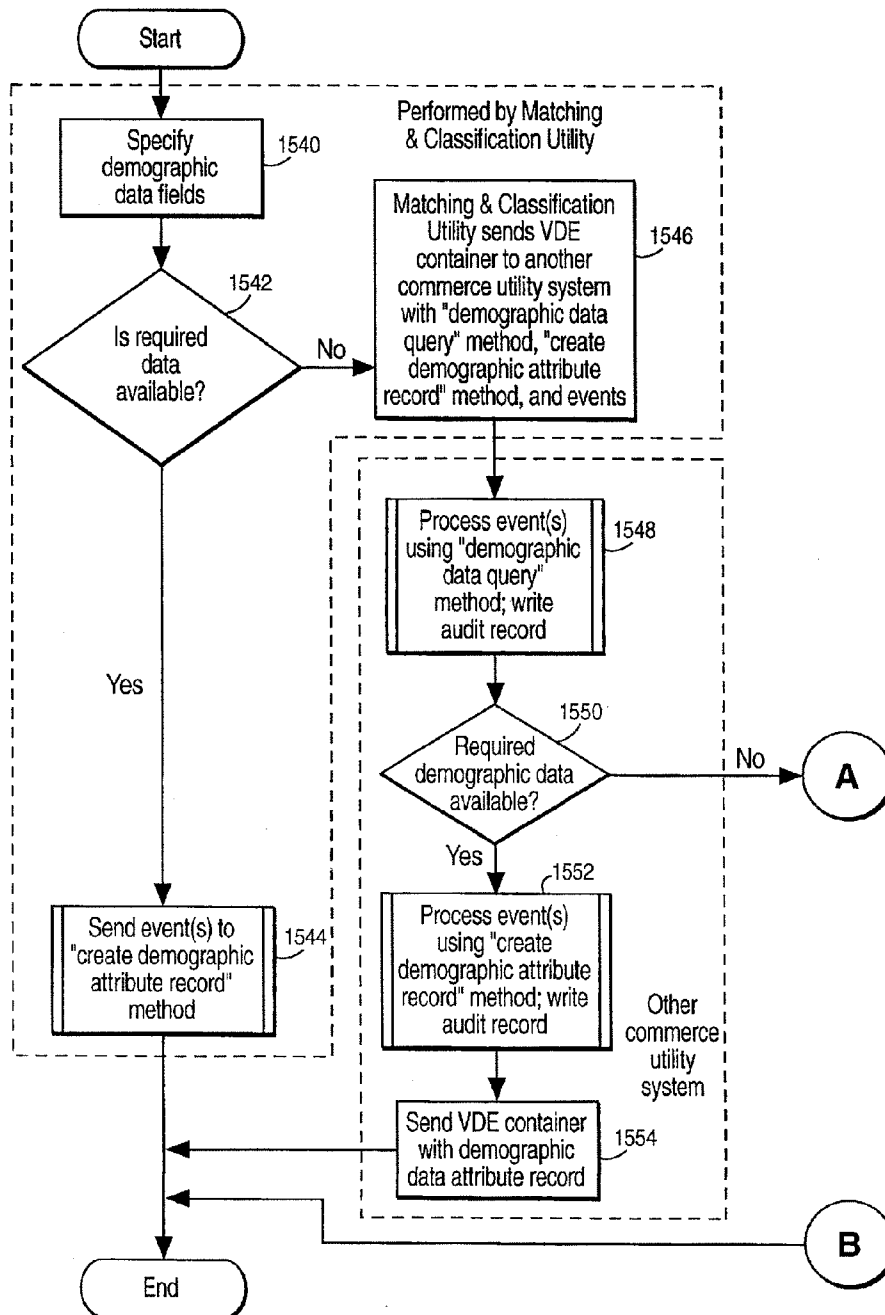 Start
Performed by Matching
& Classification Utility
Specify
demographic
data fields
1540
Matching & Classification
Utility sends VDE
container to another
commerce utility system
with "demographic data
query" method, "create
demographic attribute
record" method, and events
1546
1542
Is required
data
available?
No
Yes
Process event(s)
using "demographic
data query"
method; write
audit record
1548
1550
Required
demographic data
available?
No
A
Yes
1552
Send event(s) to
"create demographic
attribute record"
method
1544
Process event(s)
using "create
demographic attribute
record" method; write
audit record
Other
commerce
utility
system
Send VDE container
with demographic
data attribute record
1554
B
End